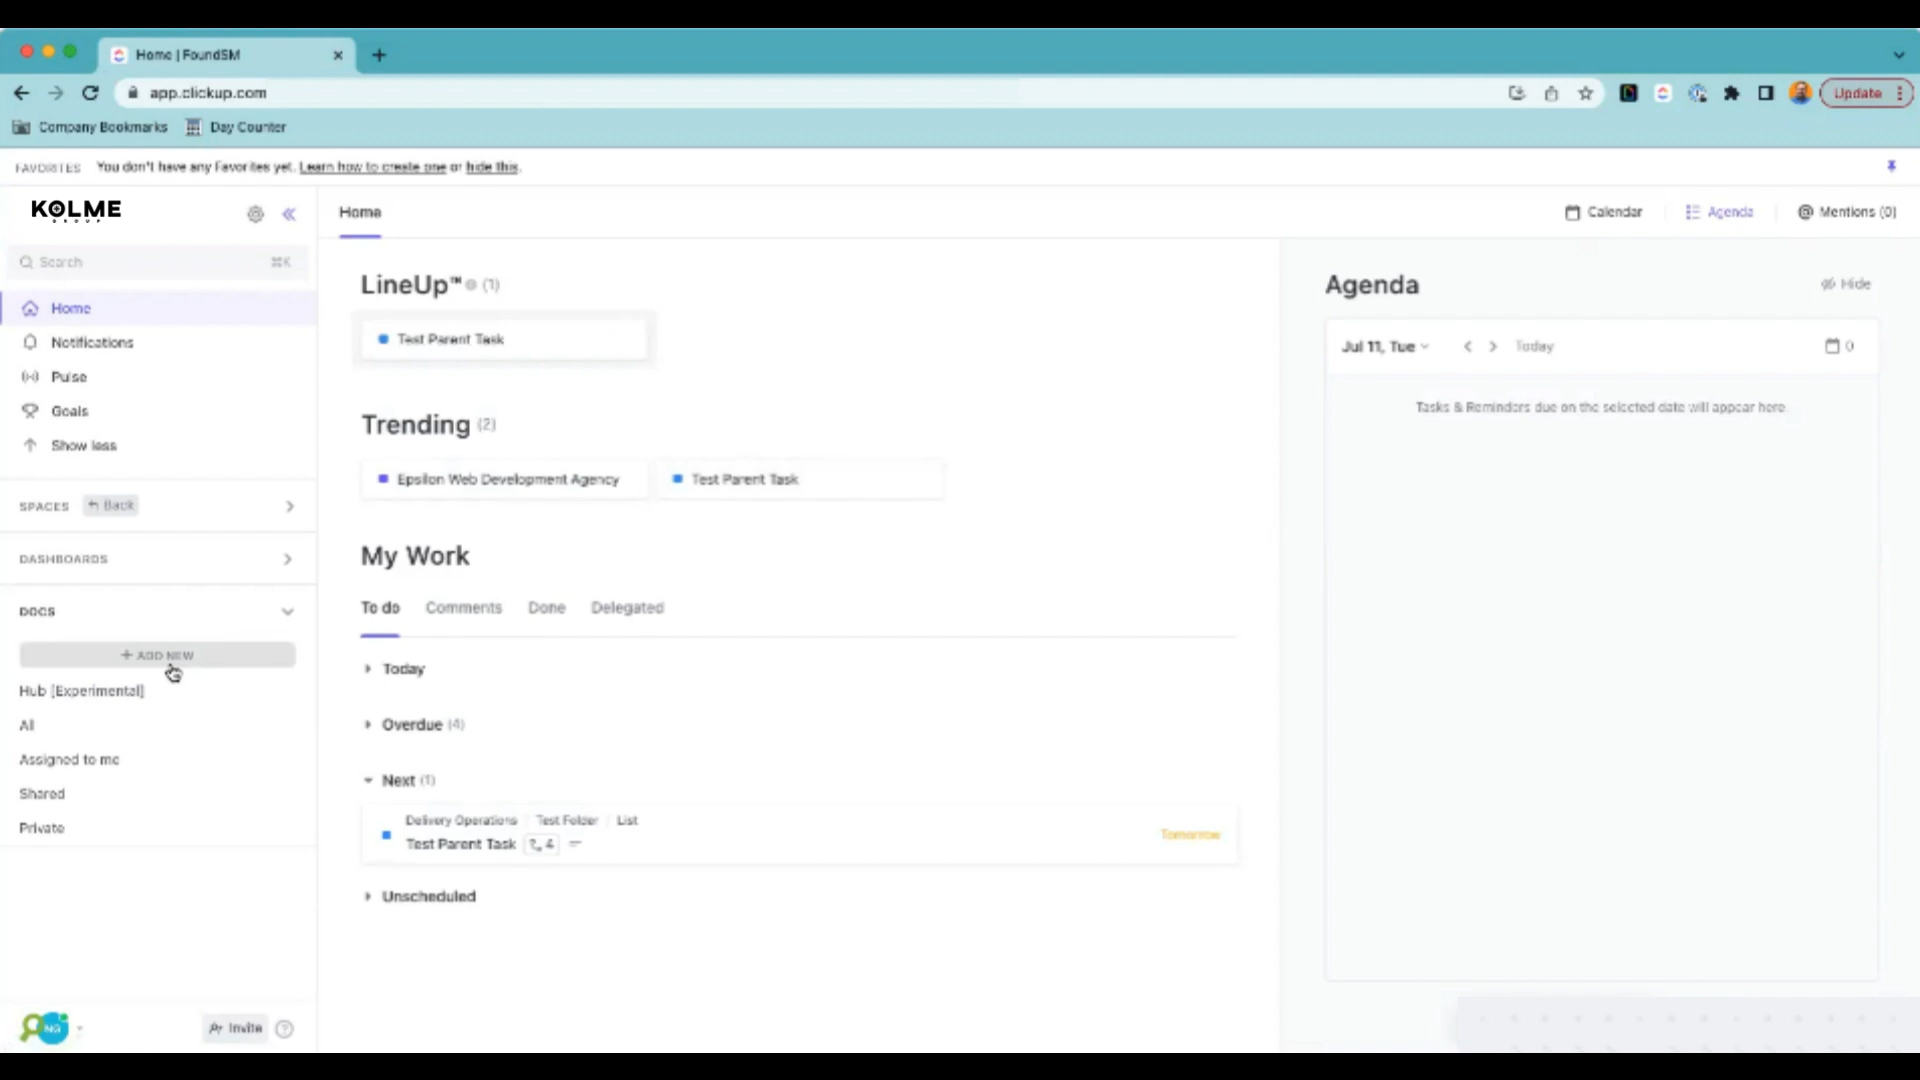 Home | FoundSM
app.clickup.com
Update
Company Bookmarks
Day Counter
FAVORITES You don't have any Favorites yet. Learn how to create one or hide this.
KOLME
GROUP
Search ⌘K
Home
Notifications
Pulse
Goals
Show less
SPACES Back
DASHBOARDS
DOCS
+ ADD NEW
Hub [Experimental]
All
Assigned to me
Shared
Private
NG
Invite
Home
Calendar
Agenda
Mentions (0)
LineUp™ (1)
Test Parent Task
Trending (2)
Epsilon Web Development Agency
Test Parent Task
My Work
To do
Comments
Done
Delegated
Today
Overdue (4)
Next (1)
Delivery Operations / Test Folder / List
Test Parent Task 4
Tomorrow
Unscheduled
Agenda
Hide
Jul 11, Tue
Today
0
Tasks & Reminders due on the selected date will appear here.